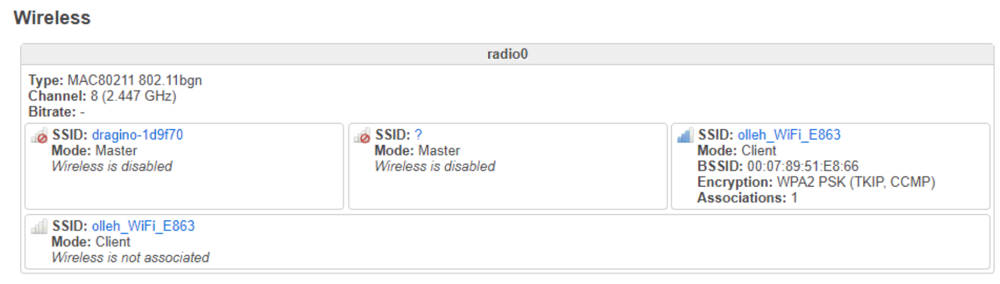 Wireless
radio0
Type: MAC80211 802.11bgn
Channel: 8 (2.447 GHz)
Bitrate: -
SSID: dragino-1d9f70
Mode: Master
Wireless is disabled
SSID: ?
Mode: Master
Wireless is disabled
SSID: olleh_WiFi_E863
Mode: Client
BSSID: 00:07:89:51:E8:66
Encryption: WPA2 PSK (TKIP, CCMP)
Associations: 1
SSID: olleh_WiFi_E863
Mode: Client
Wireless is not associated